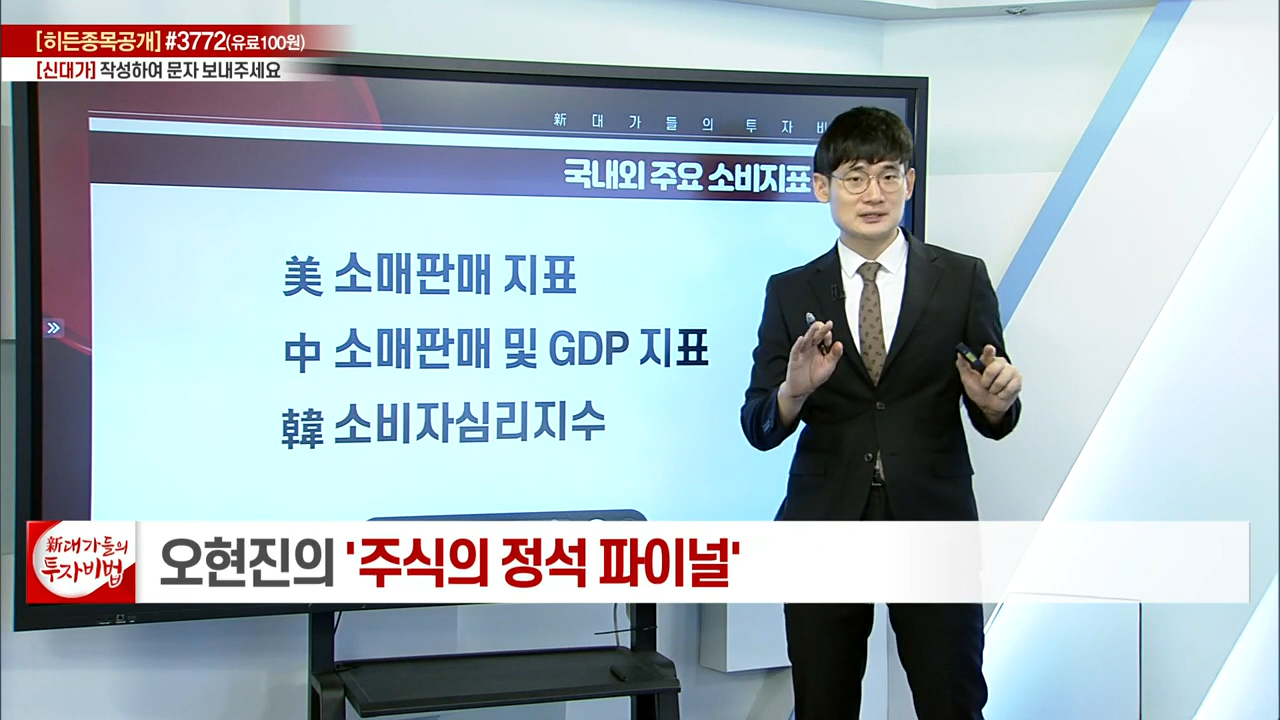 [히든종목공개] #3772(유료100원)
[신대가] 작성하여 문자 보내주세요
新 대 가 들 의 투 자 비
국내외 주요 소비지표
美 소매판매 지표
中 소매판매 및 GDP 지표
韓 소비자심리지수
新대가들의
투자비법
오현진의 '주식의 정석 파이널'